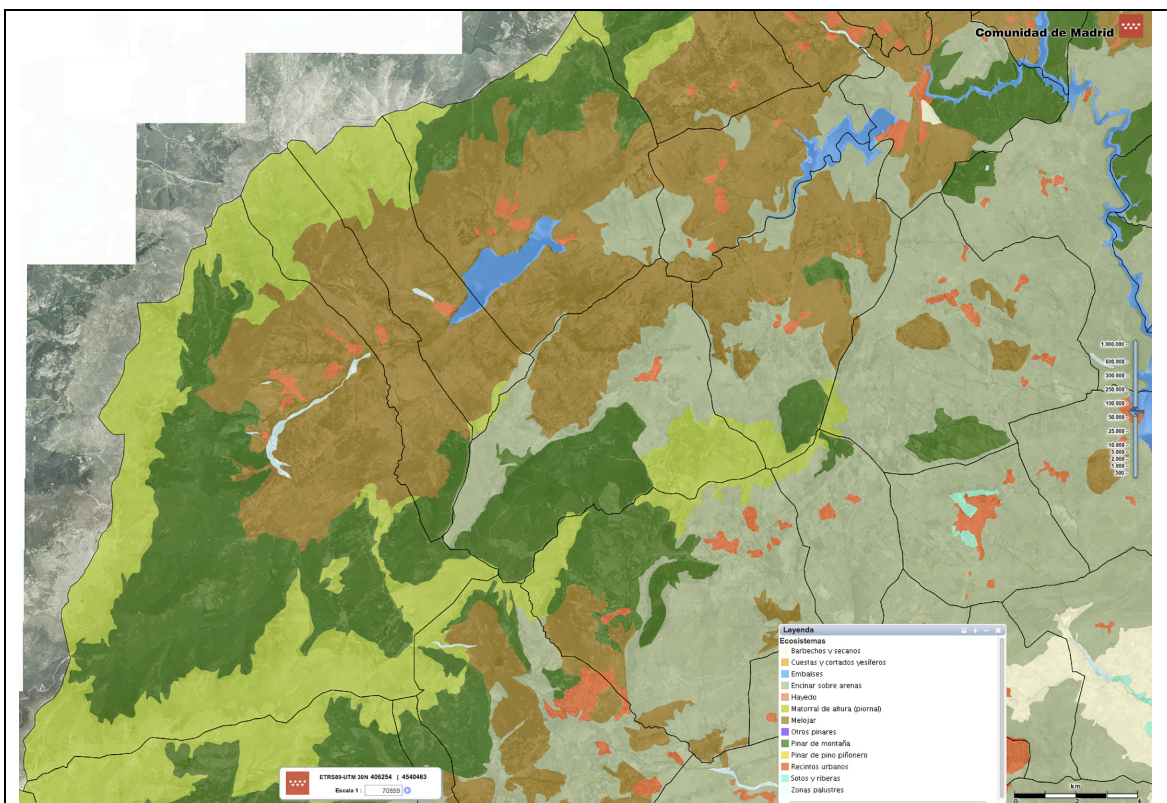 Comunidad de Madrid
1.000.000
600.000
300.000
250.000
100.000
50.000
25.000
10.000
5.000
2.000
1.000
500
Leyenda
Ecosistemas
Barbechos y secanos
Cuestas y cortados yesíferos
Embalses
Encinar sobre arenas
Hayedo
Matorral de altura (piornal)
Melojar
Otros pinares
Pinar de montaña
Pinar de pino piñonero
Recintos urbanos
Sotos y riberas
Zonas palustres
ETRS89-UTM 30N 406254 | 4540463
Escala 1 : 70859
km
0 2 4